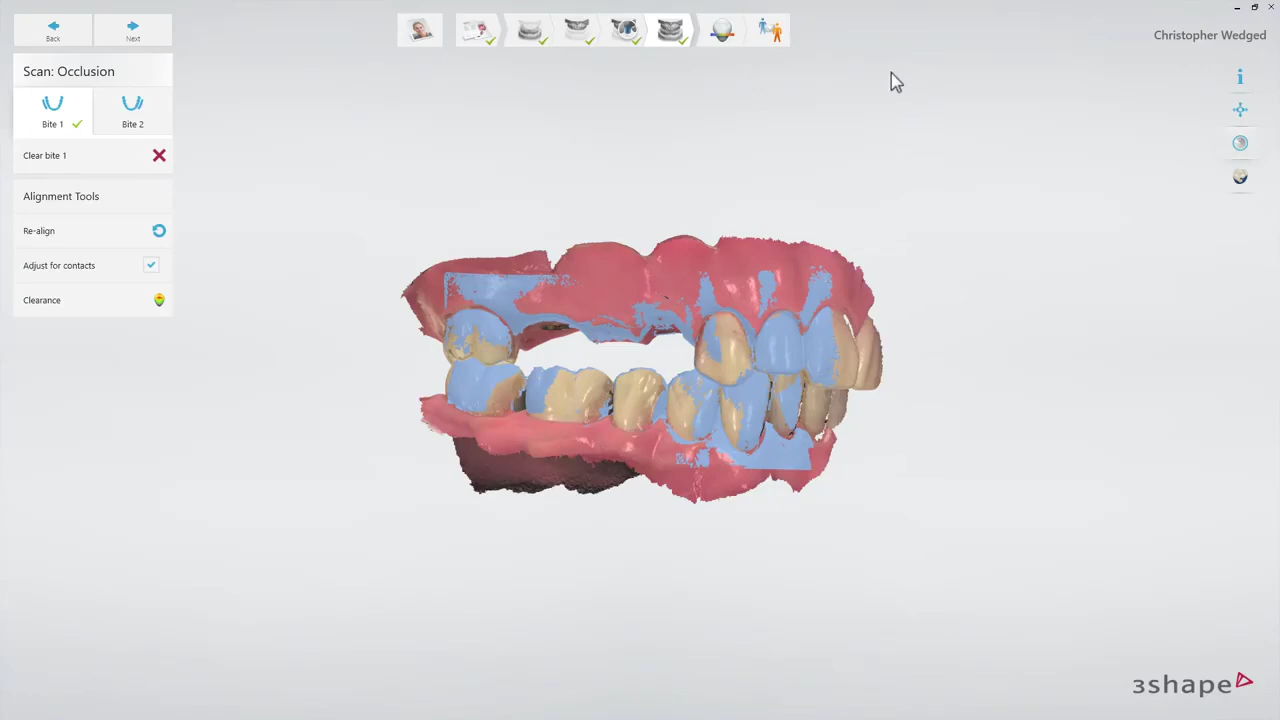 Back
Next
Christopher Wedged
Scan: Occlusion
Bite 1
Bite 2
Clear bite 1
Alignment Tools
Re-align
Adjust for contacts
Clearance
3shape